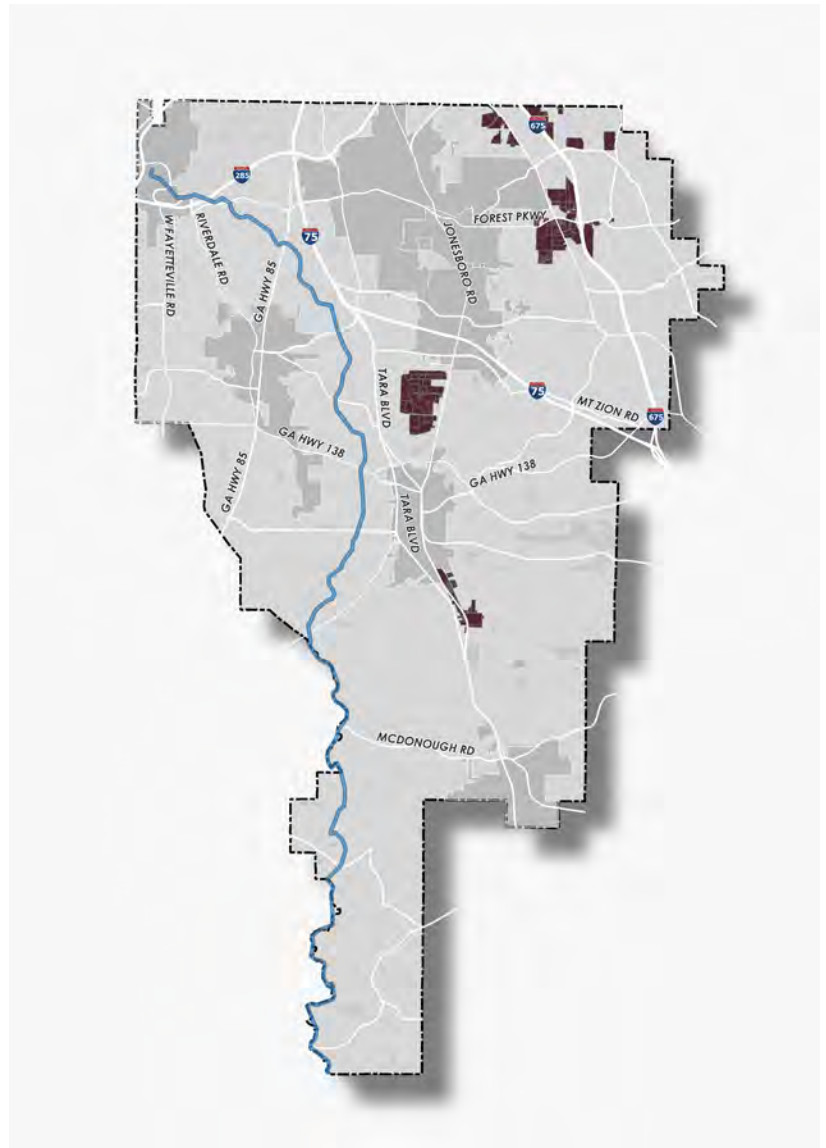 675
285
FOREST PKWY
W FAYETTEVILLE RD
RIVERDALE RD
75
JONESBORO RD
GA HWY 85
TARA BLVD
75
MT ZION RD
675
GA HWY 138
GA HWY 85
GA HWY 138
TARA BLVD
MCDONOUGH RD